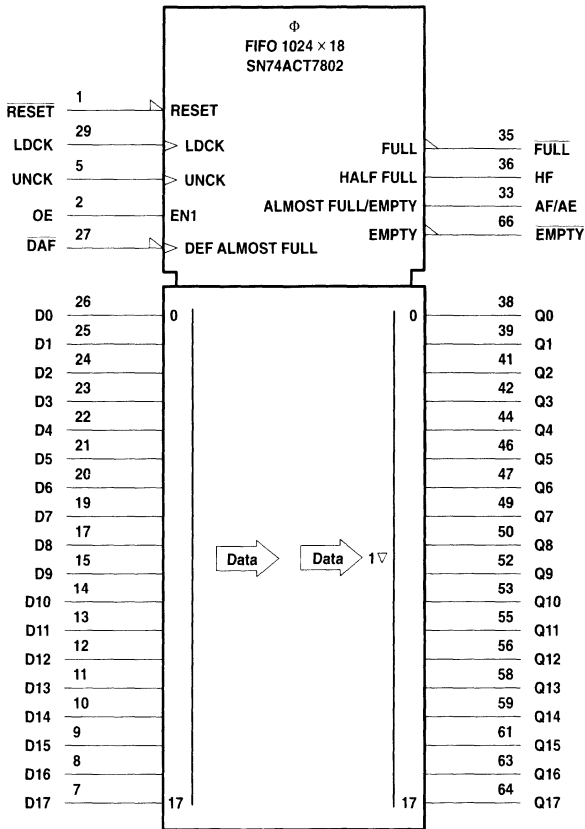 Φ
FIFO 1024 × 18
SN74ACT7802
RESET 1 RESET
LDCK 29 LDCK
UNCK 5 UNCK
OE 2 EN1
DAF 27 DEF ALMOST FULL
FULL 35 FULL
HALF FULL 36 HF
ALMOST FULL/EMPTY 33 AF/AE
EMPTY 66 EMPTY
D0 26 0 0 38 Q0
D1 25 39 Q1
D2 24 41 Q2
D3 23 42 Q3
D4 22 44 Q4
D5 21 46 Q5
D6 20 47 Q6
D7 19 49 Q7
D8 17 50 Q8
Data Data 1▽
D9 15 52 Q9
D10 14 53 Q10
D11 13 55 Q11
D12 12 56 Q12
D13 11 58 Q13
D14 10 59 Q14
D15 9 61 Q15
D16 8 63 Q16
D17 7 17 17 64 Q17